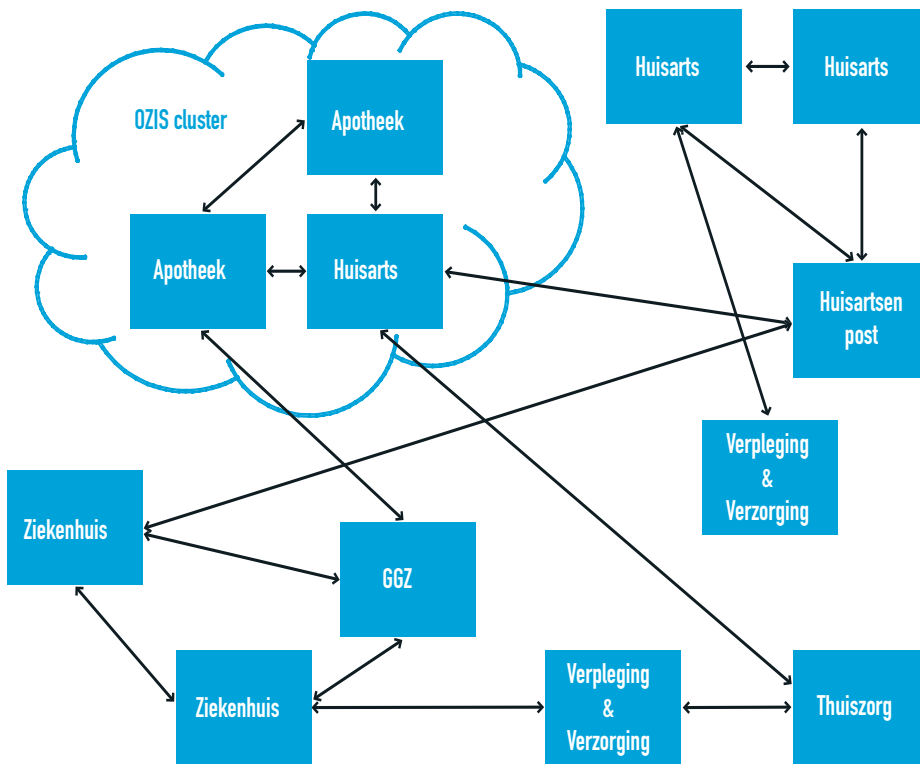 Huisarts
Huisarts
OZIS cluster
Apotheek
Apotheek
Huisarts
Huisartsen
post
Verpleging
&
Verzorging
Ziekenhuis
GGZ
Ziekenhuis
Verpleging
&
Verzorging
Thuiszorg